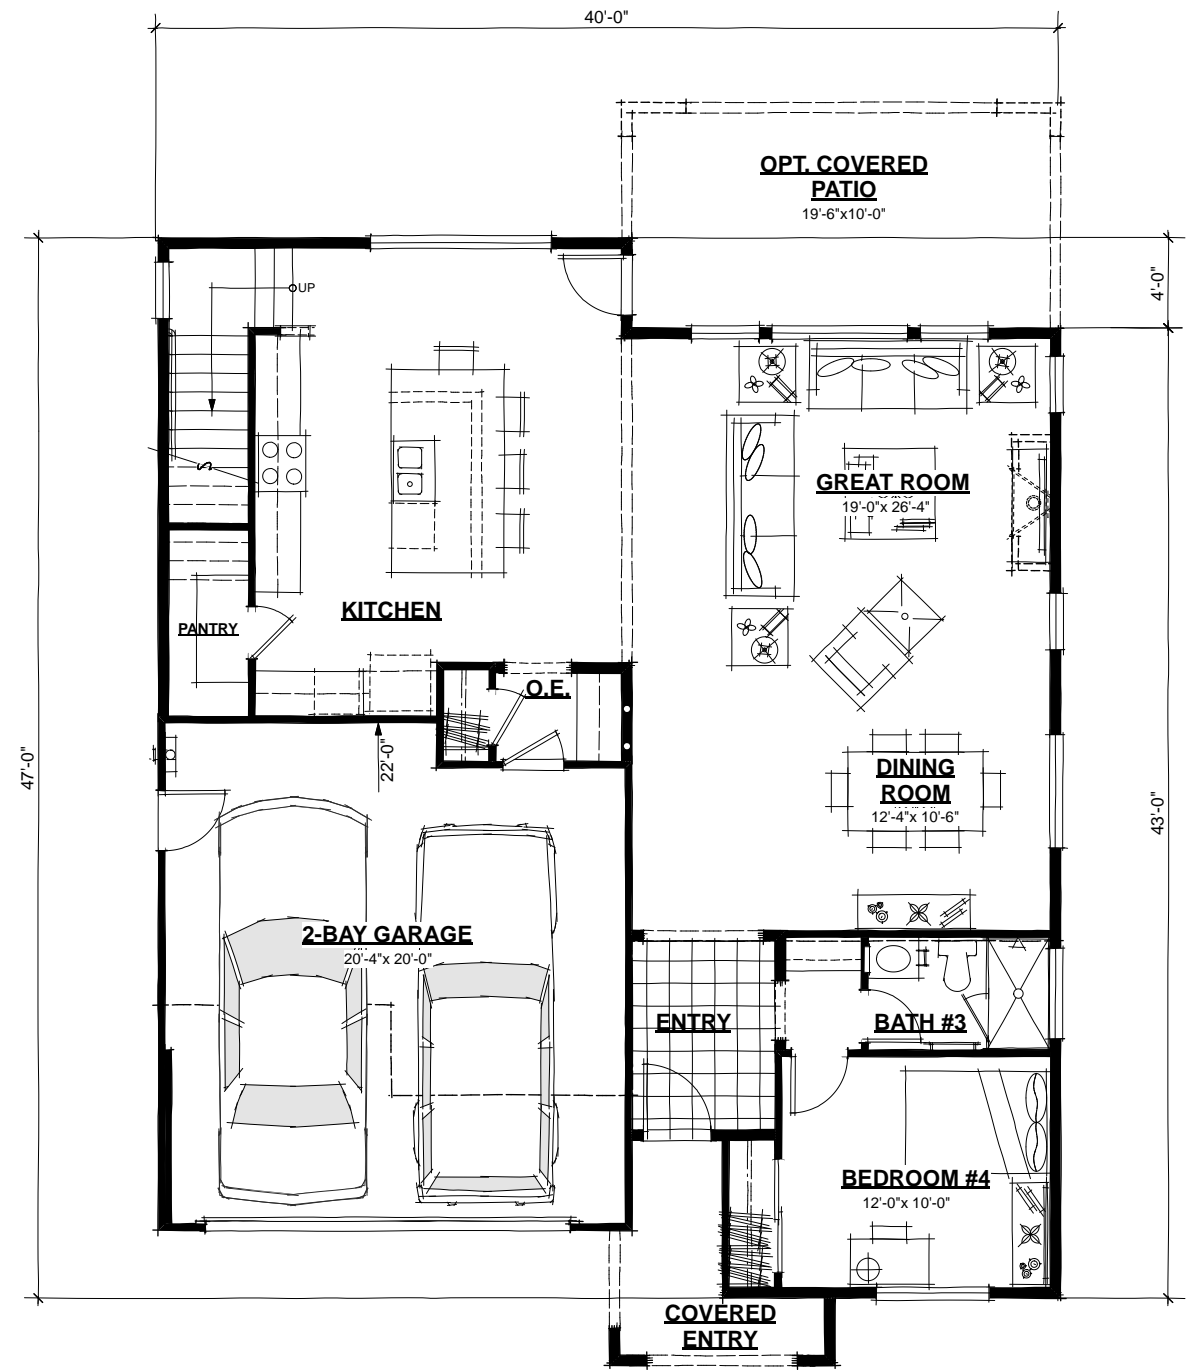 40'-0"
OPT. COVERED
PATIO
19'-6"x10'-0"
4'-0"
UP
GREAT ROOM
19'-0"x 26'-4"
KITCHEN
PANTRY
O.E.
22'-0"
47'-0"
DINING
ROOM
12'-4"x 10'-6"
43'-0"
2-BAY GARAGE
20'-4"x 20'-0"
ENTRY
BATH #3
BEDROOM #4
12'-0"x 10'-0"
COVERED
ENTRY